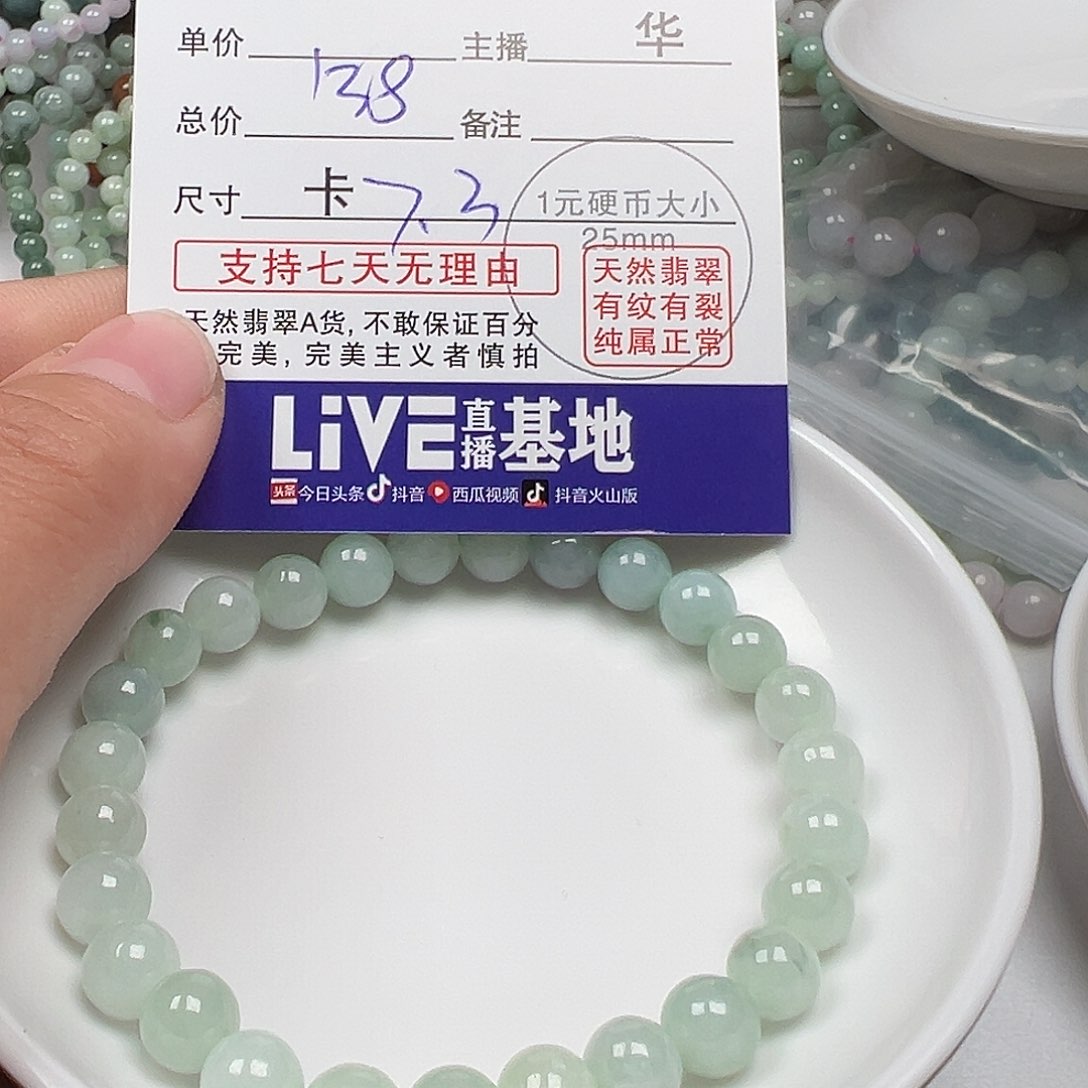 单价 主播 华
138
总价 备注
尺寸 卡 7.3 1元硬币大小
25mm
支持七天无理由
天然翡翠
有纹有裂
纯属正常
天然翡翠A货,不敢保证百分
完美,完美主义者慎拍
LiVE直播基地
头条 今日头条 抖音 西瓜视频 抖音火山版